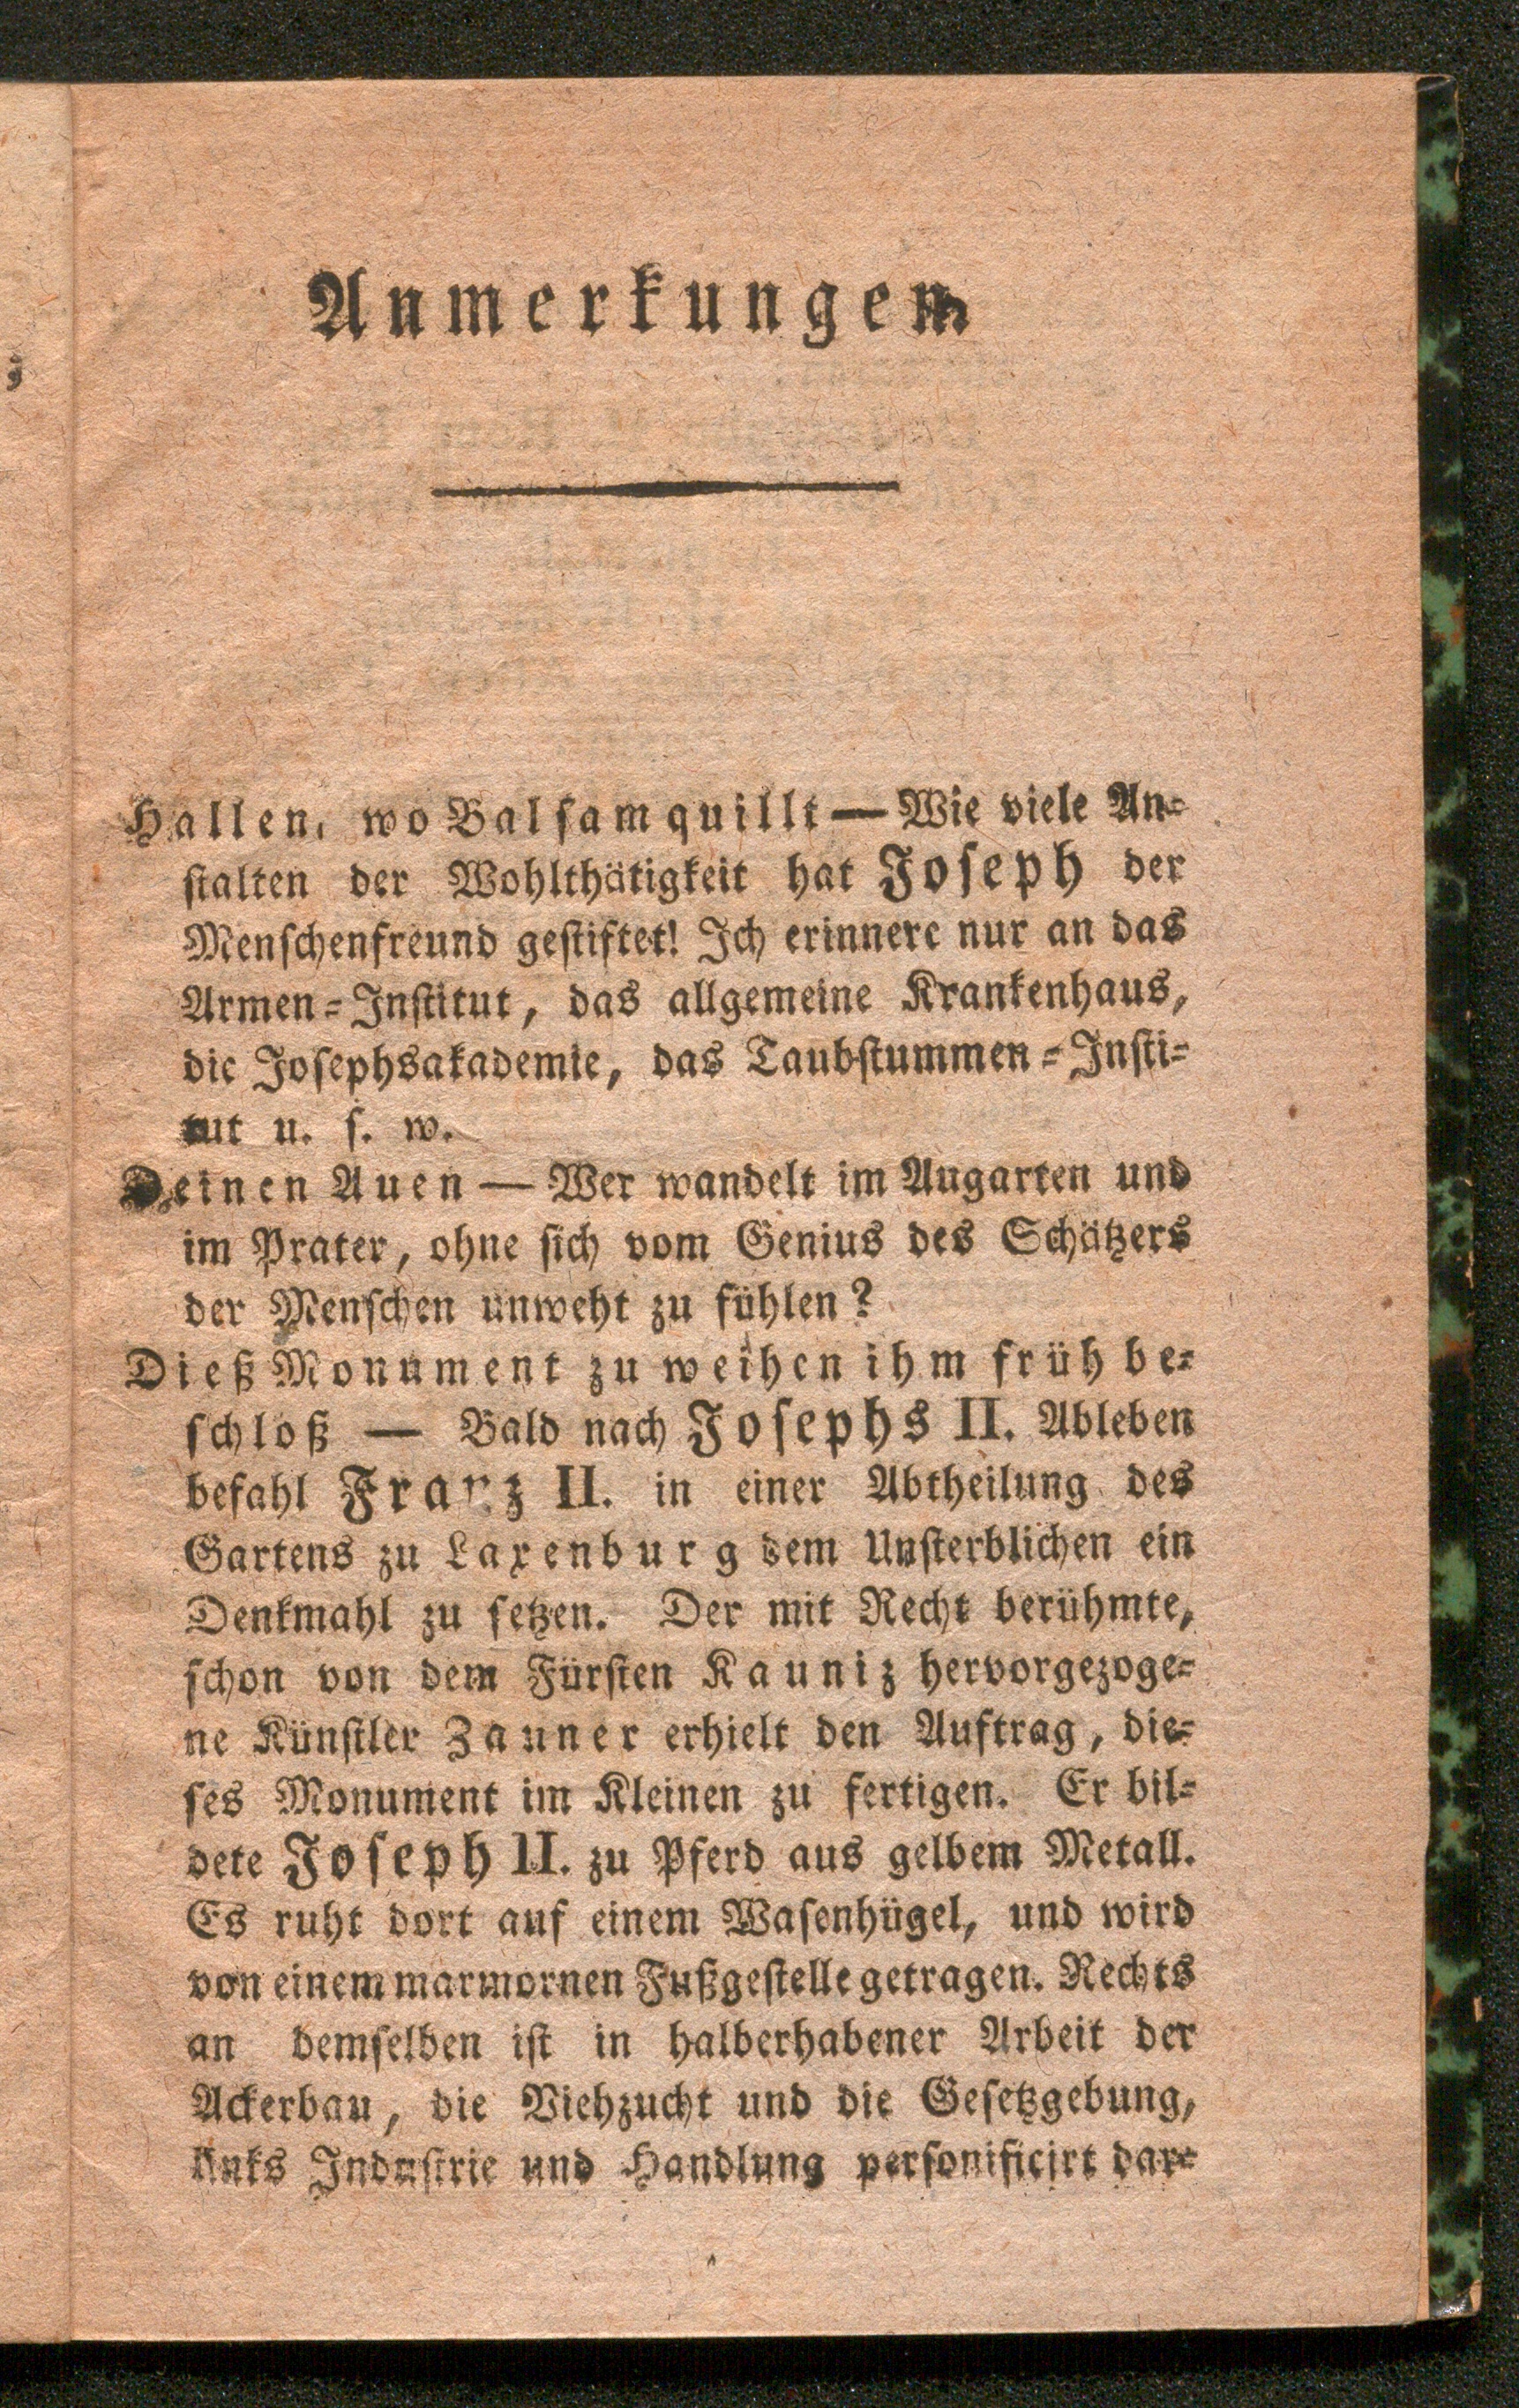 Anmerkungen
Hallen, wo Balsam quillt — Wie viele An=
stalten der Wohlthätigkeit hat Joseph der
Menschenfreund gestiftet! Ich erinnere nur an das
Armen=Institut, das allgemeine Krankenhaus,
die Josephsakademie, das Taubstummen=Insti=
tut u. s. w.
Deinen Auen — Wer wandelt im Augarten und
im Prater, ohne sich vom Genius des Schätzers
der Menschen unweht zu fühlen?
Dieß Monument zu weihen ihm früh be=
schloß — Bald nach Josephs II. Ableben
befahl Franz II. in einer Abtheilung des
Gartens zu Laxenburg dem Unsterblichen ein
Denkmahl zu setzen. Der mit Recht berühmte,
schon von dem Fürsten Kauniz hervorgezoge=
ne Künstler Zauner erhielt den Auftrag, die=
ses Monument im Kleinen zu fertigen. Er bil=
dete Joseph II. zu Pferd aus gelbem Metall.
Es ruht dort auf einem Wasenhügel, und wird
von einem marmornen Fußgestelle getragen. Rechts
an demselben ist in halberhabener Arbeit der
Ackerbau, die Viehzucht und die Gesetzgebung,
links Industrie und Handlung personificirt dar=